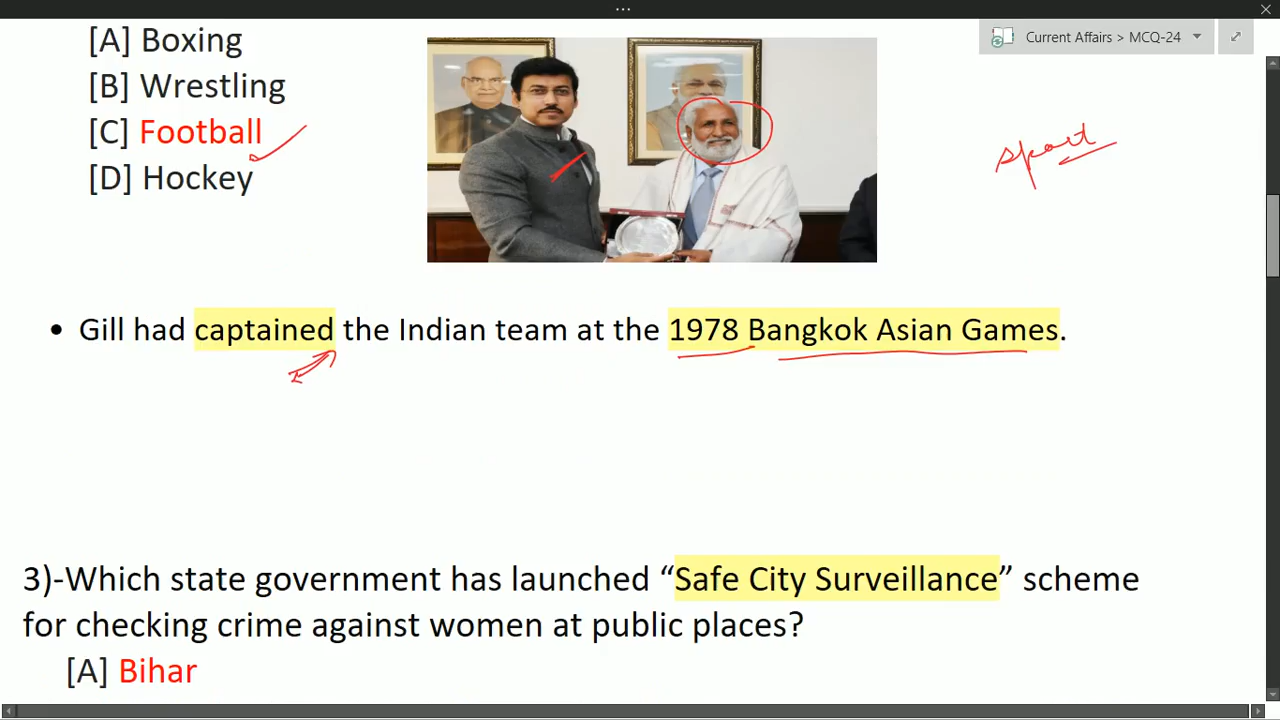 ...
[A] Boxing
Current Affairs > MCQ-24
[B] Wrestling
[C] Football
sport
[D] Hockey
• Gill had captained the Indian team at the 1978 Bangkok Asian Games.
3)-Which state government has launched “Safe City Surveillance” scheme
for checking crime against women at public places?
[A] Bihar